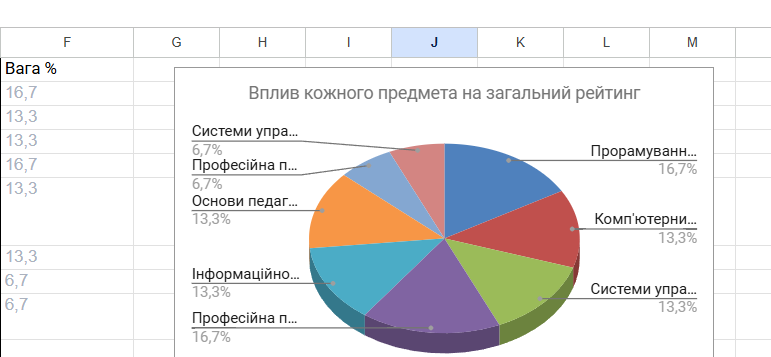 F G H I J K L M
Вага %
16,7
13,3
13,3
16,7
13,3
13,3
6,7
6,7
Вплив кожного предмета на загальний рейтинг
Системи упра...
6,7%
Професійна п...
6,7%
Основи педаг...
13,3%
Інформаційно...
13,3%
Професійна п...
16,7%
Прорамуванн...
16,7%
Комп'ютерни...
13,3%
Системи упра...
13,3%